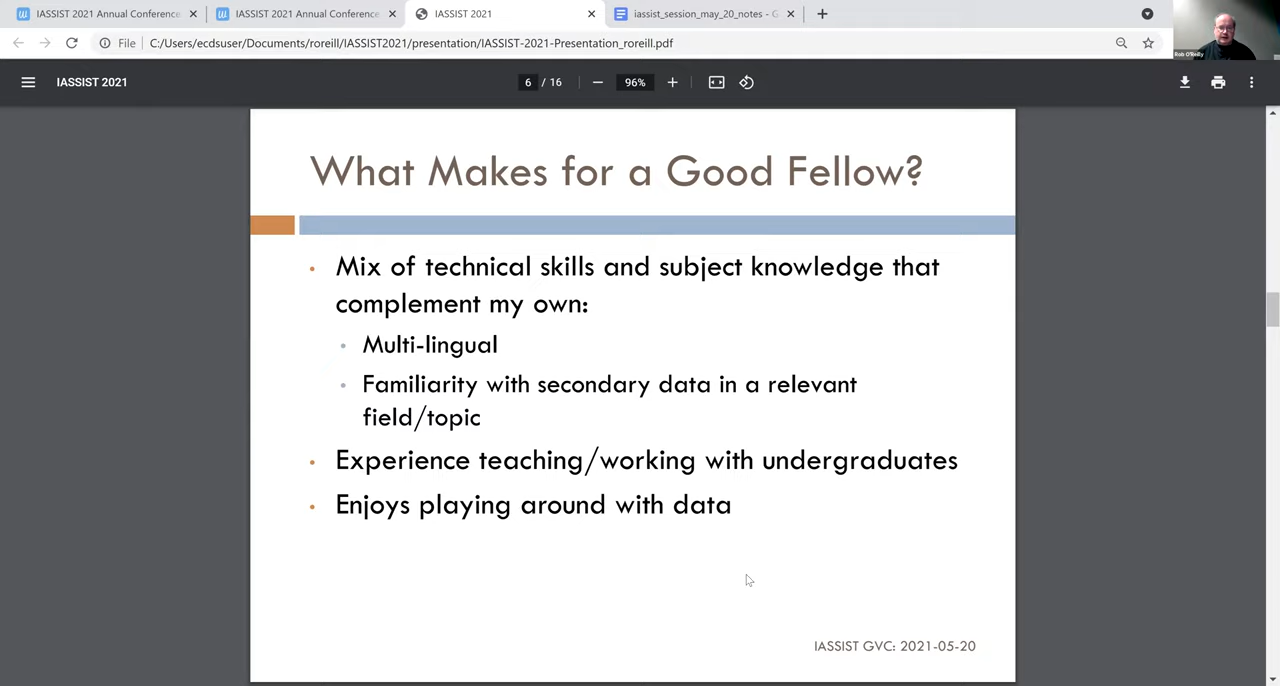 IASSIST 2021 Annual Conference
IASSIST 2021 Annual Conference
IASSIST 2021
iassist_session_may_20_notes - G
File
C:/Users/ecdsuser/Documents/roreill/IASSIST2021/presentation/IASSIST-2021-Presentation_roreill.pdf
Rob O'Reilly
IASSIST 2021
6 / 16
96%
What Makes for a Good Fellow?
• Mix of technical skills and subject knowledge that
complement my own:
• Multi-lingual
• Familiarity with secondary data in a relevant
field/topic
• Experience teaching/working with undergraduates
• Enjoys playing around with data
IASSIST GVC: 2021-05-20